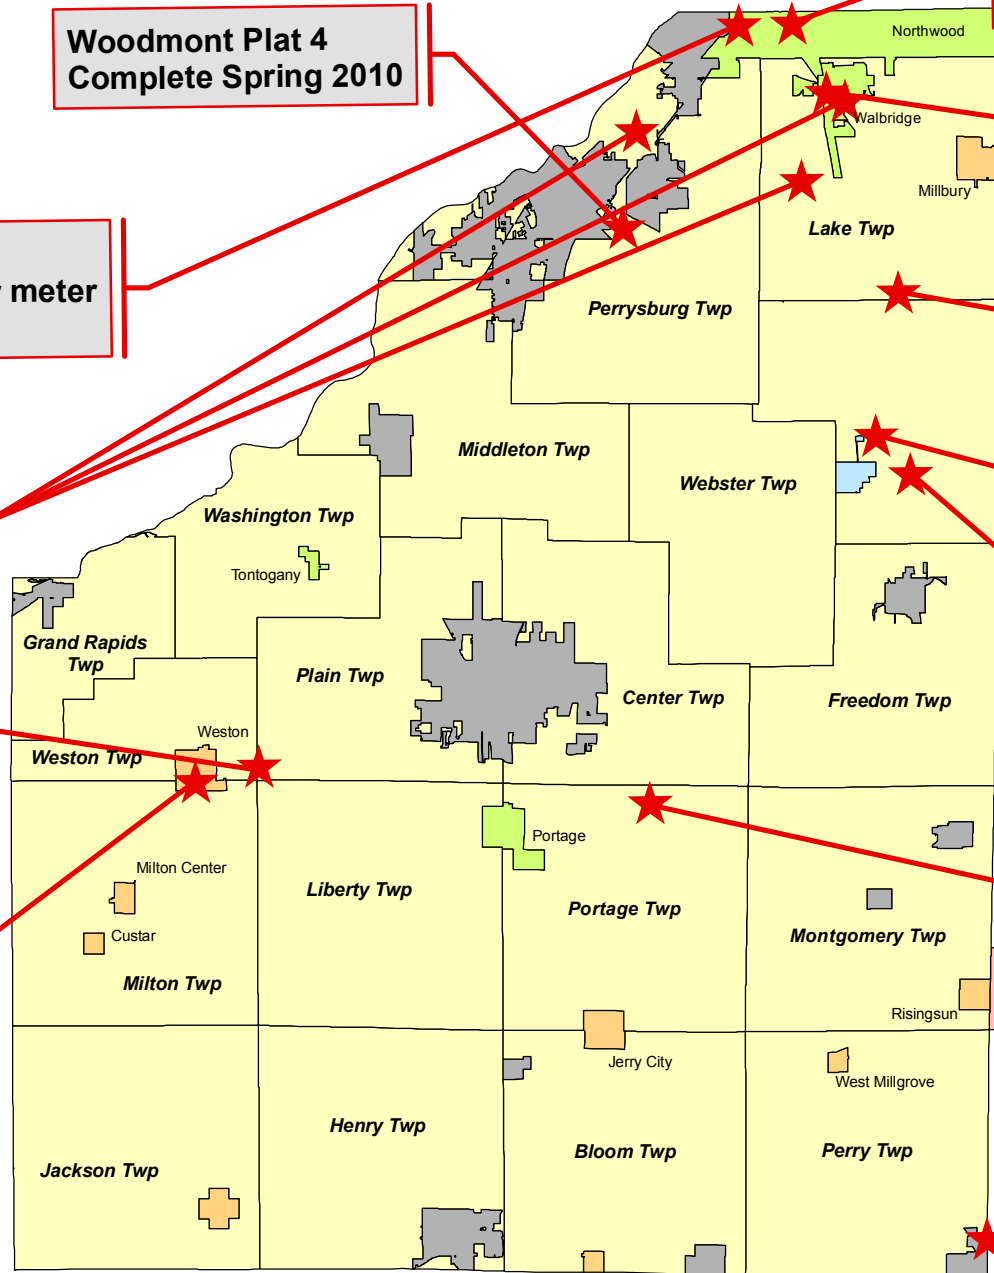 Woodmont Plat 4
Complete Spring 2010
Northwood
Walbridge
Millbury
Lake Twp
meter
Perrysburg Twp
Middleton Twp
Webster Twp
Washington Twp
Tontogany
Grand Rapids
Twp
Plain Twp
Center Twp
Freedom Twp
Weston
Weston Twp
Portage
Milton Center
Liberty Twp
Portage Twp
Custar
Montgomery Twp
Milton Twp
Risingsun
Jerry City
West Millgrove
Henry Twp
Bloom Twp
Perry Twp
Jackson Twp